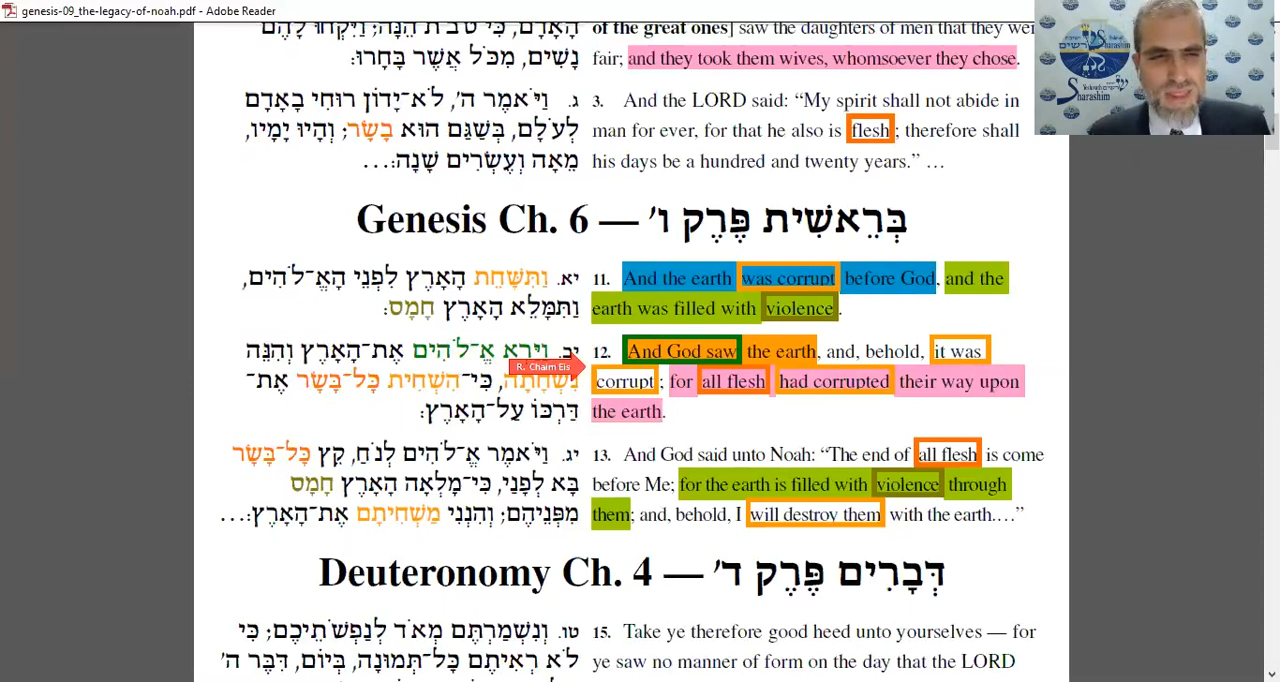 genesis-09_the-legacy-of-noah.pdf - Adobe Reader
הָאָדָם, כִּי טֹבֹת הֵנָּה; וַיִּקְחוּ לָהֶם
נָשִׁים, מִכֹּל אֲשֶׁר בָּחָרוּ:
of the great ones] saw the daughters of men that they were
fair; and they took them wives, whomsoever they chose.
ג. וַיֹּאמֶר ה', לֹא־יָדוֹן רוּחִי בָאָדָם
לְעֹלָם, בְּשַׁגַּם הוּא בָשָׂר; וְהָיוּ יָמָיו,
מֵאָה וְעֶשְׂרִים שָׁנָה:...
3. And the LORD said: “My spirit shall not abide in
man for ever, for that he also is flesh; therefore shall
his days be a hundred and twenty years.” …
Genesis Ch. 6 — בְּרֵאשִׁית פֶּרֶק ו'
יא. וַתִּשָּׁחֵת הָאָרֶץ לִפְנֵי הָאֱ־לֹהִים,
וַתִּמָּלֵא הָאָרֶץ חָמָס:
11. And the earth was corrupt before God, and the
earth was filled with violence.
יב. וַיַּרְא אֱ־לֹהִים אֶת־הָאָרֶץ וְהִנֵּה
נִשְׁחָתָה, כִּי־הִשְׁחִית כָּל־בָּשָׂר אֶת־
דַּרְכּוֹ עַל־הָאָרֶץ:
R. Chaim Eis
12. And God saw the earth, and, behold, it was
corrupt; for all flesh had corrupted their way upon
the earth.
יג. וַיֹּאמֶר אֱ־לֹהִים לְנֹחַ, קֵץ כָּל־בָּשָׂר
בָּא לְפָנַי, כִּי־מָלְאָה הָאָרֶץ חָמָס
מִפְּנֵיהֶם; וְהִנְנִי מַשְׁחִיתָם אֶת־הָאָרֶץ:...
13. And God said unto Noah: “The end of all flesh is come
before Me; for the earth is filled with violence through
them; and, behold, I will destroy them with the earth.…”
Deuteronomy Ch. 4 — דְּבָרִים פֶּרֶק ד'
טו. וְנִשְׁמַרְתֶּם מְאֹד לְנַפְשֹׁתֵיכֶם; כִּי
לֹא רְאִיתֶם כָּל־תְּמוּנָה, בְּיוֹם, דִּבֶּר ה'
15. Take ye therefore good heed unto yourselves — for
ye saw no manner of form on the day that the LORD
Yeshivath
Sharashim